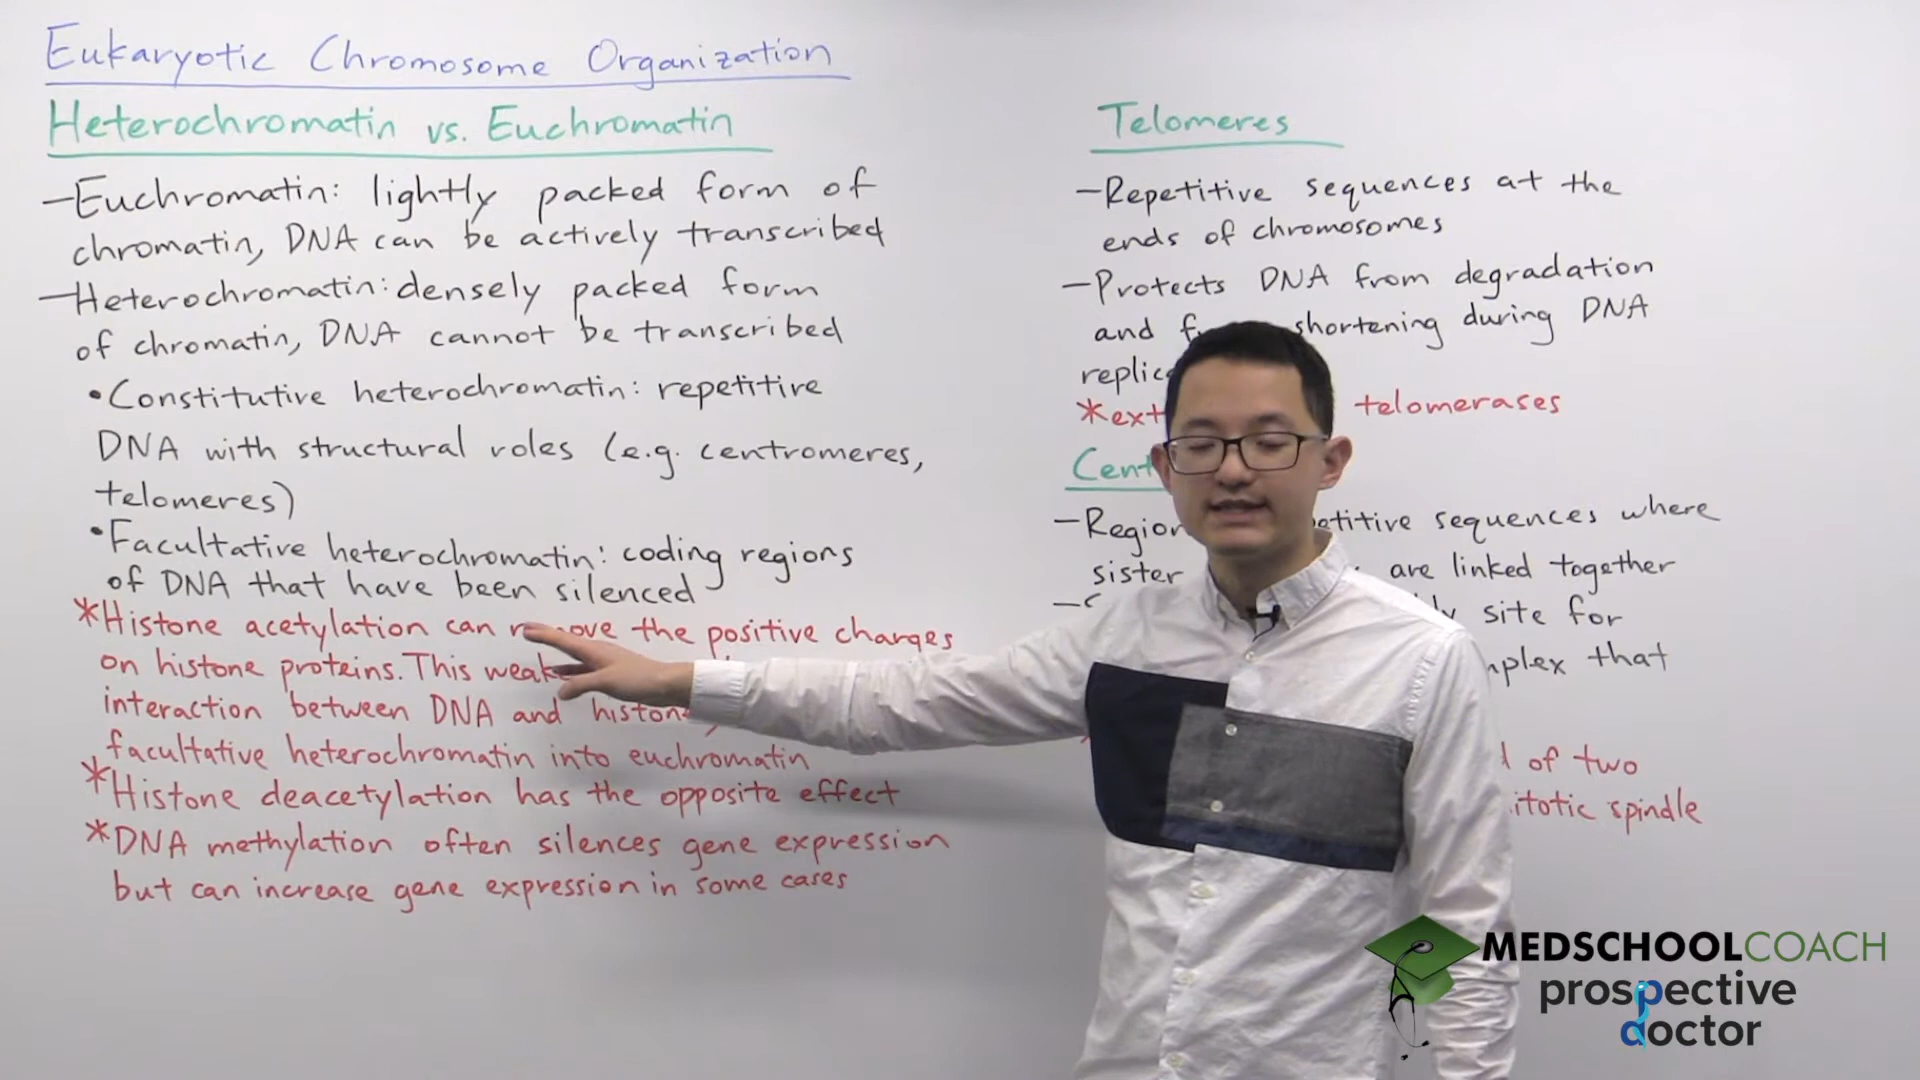 Eukaryotic Chromosome Organization
Heterochromatin vs. Euchromatin
-Euchromatin: lightly packed form of
chromatin, DNA can be actively transcribed
-Heterochromatin: densely packed form
of chromatin, DNA cannot be transcribed
•Constitutive heterochromatin: repetitive
DNA with structural roles (e.g. centromeres,
telomeres)
•Facultative heterochromatin: coding regions
of DNA that have been silenced
*Histone acetylation can the positive charges
on histone proteins. This
interaction between DNA and
facultative heterochromatin into euchromatin
*Histone deacetylation has the opposite effect
*DNA methylation often silences gene expression
but can increase gene expression in some cases
Telomeres
-Repetitive sequences at the
ends of chromosomes
-Protects DNA from degradation
and shortening during DNA
telomerases
sequences where
sister are linked together
site for
that
of two
spindle
MEDSCHOOLCOACH
prospective
doctor